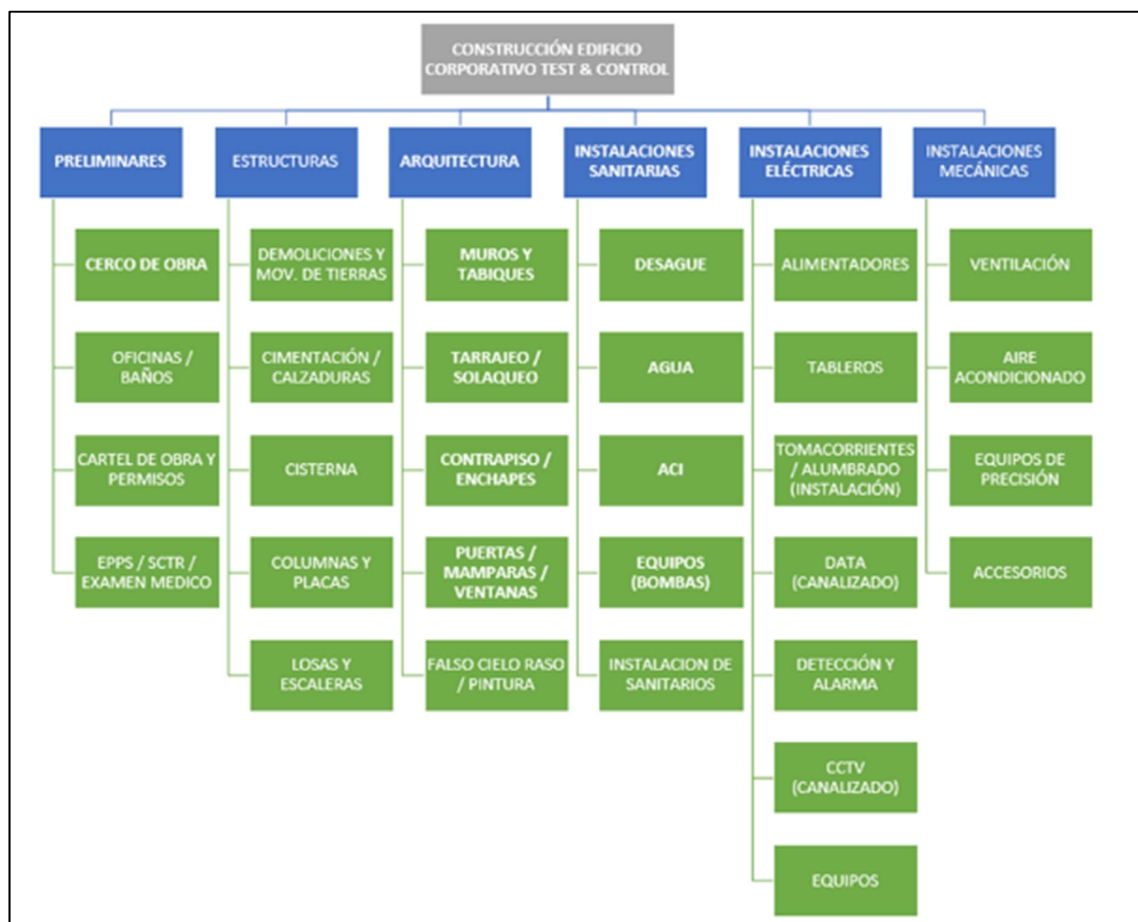 CONSTRUCCIÓN EDIFICIO
CORPORATIVO TEST & CONTROL
PRELIMINARES
ESTRUCTURAS
ARQUITECTURA
INSTALACIONES
SANITARIAS
INSTALACIONES
ELÉCTRICAS
INSTALACIONES
MECÁNICAS
CERCO DE OBRA
OFICINAS /
BAÑOS
CARTEL DE OBRA Y
PERMISOS
EPPS / SCTR /
EXAMEN MEDICO
DEMOLICIONES Y
MOV. DE TIERRAS
CIMENTACIÓN /
CALZADURAS
CISTERNA
COLUMNAS Y
PLACAS
LOSAS Y
ESCALERAS
MUROS Y
TABIQUES
TARRAJEO /
SOLAQUEO
CONTRAPISO /
ENCHAPES
PUERTAS /
MAMPARAS /
VENTANAS
FALSO CIELO RASO
/ PINTURA
DESAGUE
AGUA
ACI
EQUIPOS
(BOMBAS)
INSTALACION DE
SANITARIOS
ALIMENTADORES
TABLEROS
TOMACORRIENTES
/ ALUMBRADO
(INSTALACIÓN)
DATA
(CANALIZADO)
DETECCIÓN Y
ALARMA
CCTV
(CANALIZADO)
EQUIPOS
VENTILACIÓN
AIRE
ACONDICIONADO
EQUIPOS DE
PRECISIÓN
ACCESORIOS